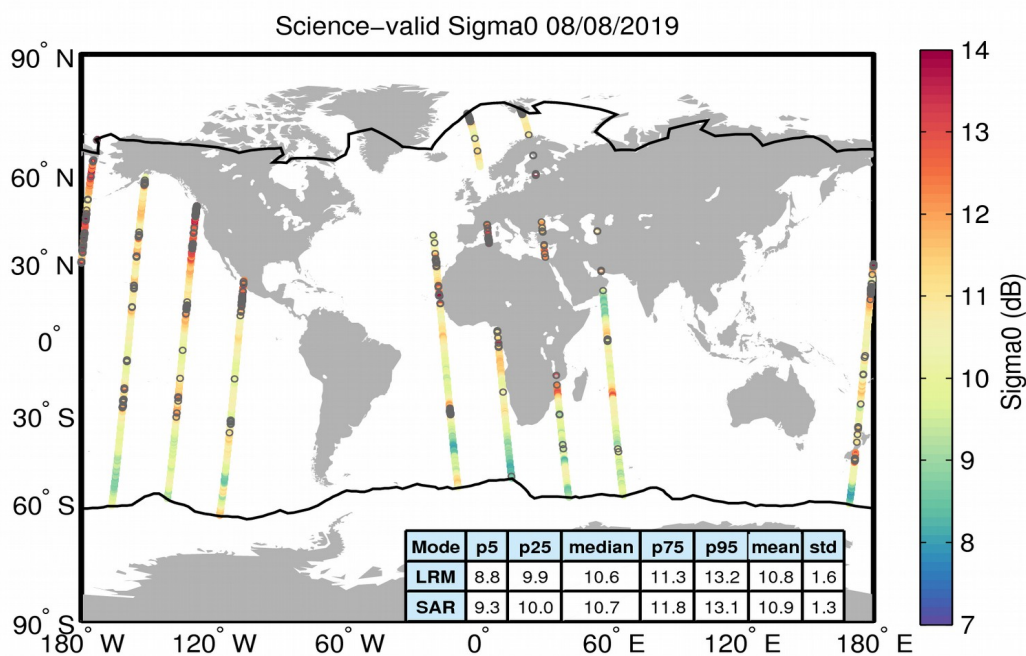 Science−valid Sigma0 08/08/2019
90° N
60° N
30° N
0°
30° S
60° S
90° S
180° W
120° W
60° W
0°
60° E
120° E
180° E
14
13
12
11
10
9
8
7
Sigma0 (dB)
Mode p5 p25 median p75 p95 mean std
LRM 8.8 9.9 10.6 11.3 13.2 10.8 1.6
SAR 9.3 10.0 10.7 11.8 13.1 10.9 1.3